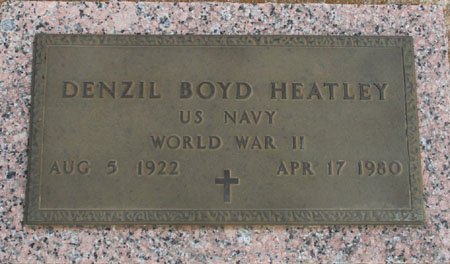 DENZIL BOYD HEATLEY
US NAVY
WORLD WAR II
AUG 5 1922 APR 17 1980